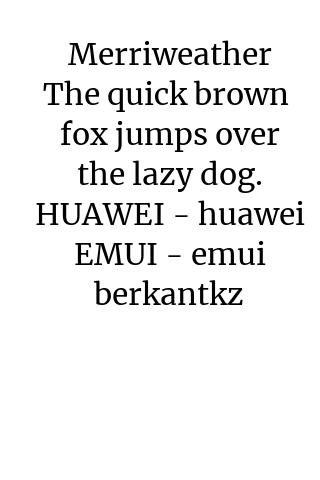 Merriweather
The quick brown
fox jumps over
the lazy dog.
HUAWEI - huawei
EMUI - emui
berkantkz